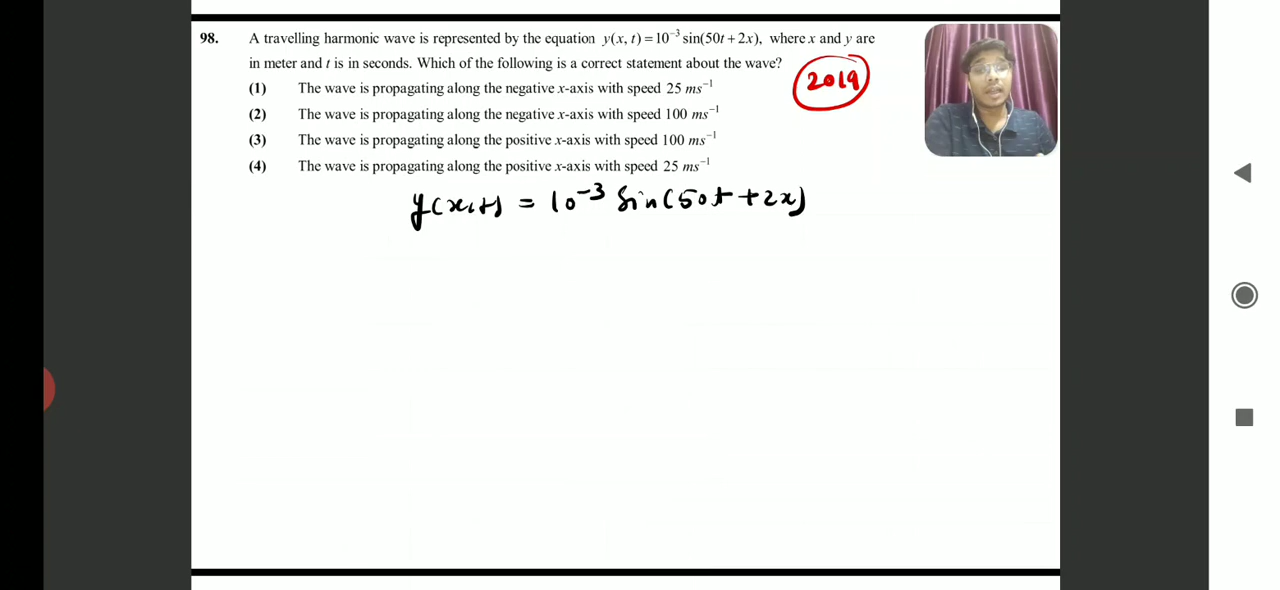 98. A travelling harmonic wave is represented by the equation y(x, t) = 10⁻³ sin(50t + 2x), where x and y are
in meter and t is in seconds. Which of the following is a correct statement about the wave?
(1) The wave is propagating along the negative x-axis with speed 25 ms⁻¹
(2) The wave is propagating along the negative x-axis with speed 100 ms⁻¹
(3) The wave is propagating along the positive x-axis with speed 100 ms⁻¹
(4) The wave is propagating along the positive x-axis with speed 25 ms⁻¹
2019
y(x,t) = 10⁻³ sin(50t + 2x)